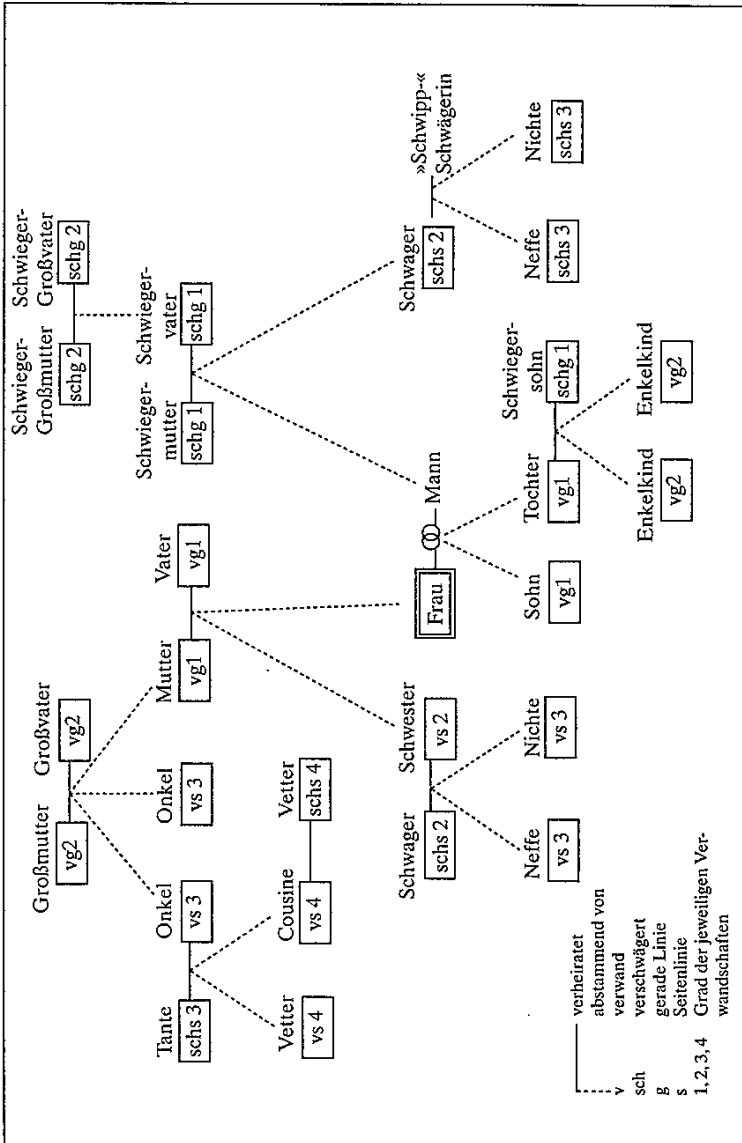 Großmutter Großvater
vg2 vg2
Schwieger- Schwieger-
Großmutter Großvater
schg 2 schg 2
Tante Onkel Onkel Mutter Vater
schs 3 vs 3 vs 3 vg1 vg1
Schwieger- Schwieger-
mutter vater
schg 1 schg 1
Vetter Cousine Vetter
vs 4 vs 4 schs 4
Schwager Schwester
schs 2 vs 2
Frau Mann
Schwager »Schwipp-«
schs 2 Schwägerin
Neffe Nichte
vs 3 vs 3
Sohn Tochter Schwieger-
sohn
vg1 vg1 schg 1
Neffe Nichte
schs 3 schs 3
Enkelkind Enkelkind
vg2 vg2
verheiratet
abstammend von
v verwand
sch verschwägert
g gerade Linie
s Seitenlinie
1, 2, 3, 4 Grad der jeweiligen Ver-
wandschaften